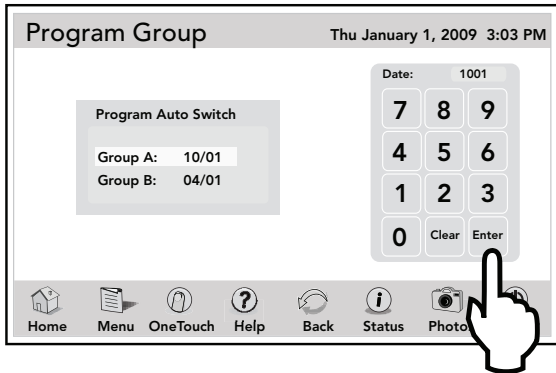 Program Group
Thu January 1, 2009 3:03 PM
Program Auto Switch
Group A: 10/01
Group B: 04/01
Date: 1001
7 8 9
4 5 6
1 2 3
0 Clear Enter
?
i
Home Menu OneTouch Help Back Status Photo